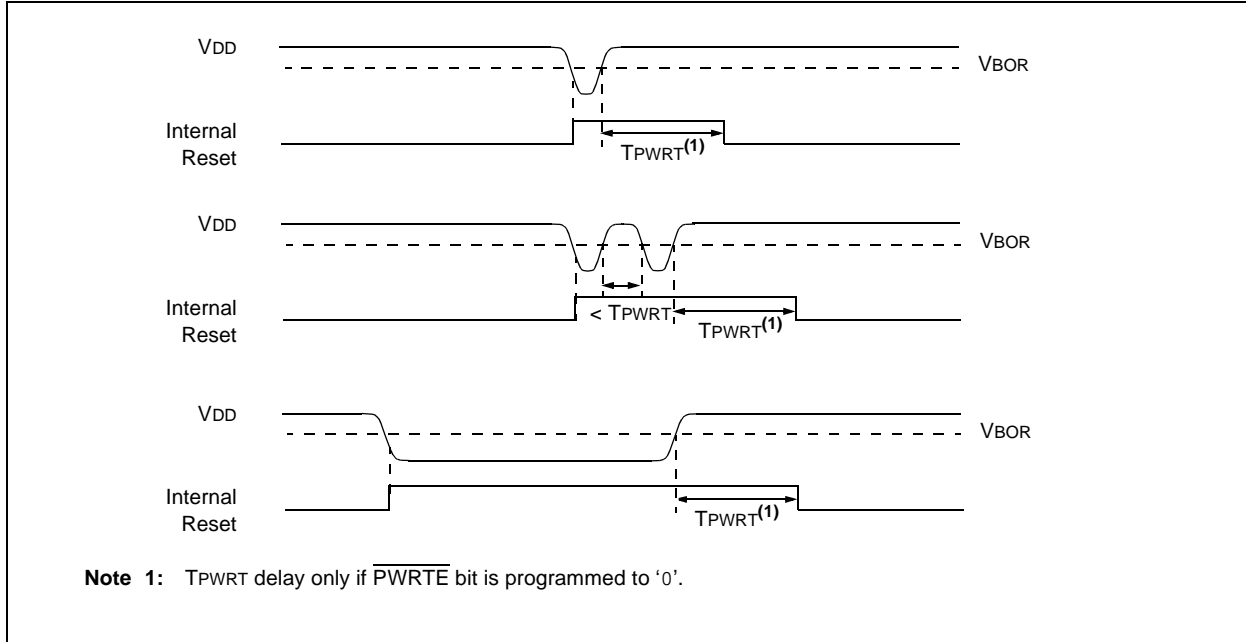 VDD
VBOR
Internal
Reset
TPWRT(1)
VDD
VBOR
Internal
Reset
< TPWRT
TPWRT(1)
VDD
VBOR
Internal
Reset
TPWRT(1)
Note 1: TPWRT delay only if PWRTE bit is programmed to ‘0’.